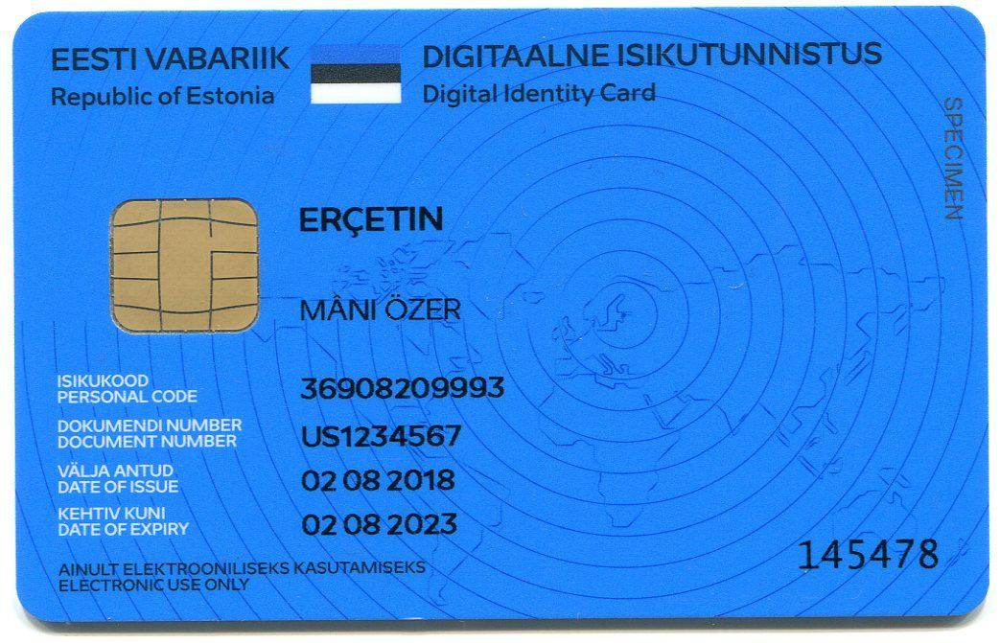 EESTI VABARIIK
Republic of Estonia
DIGITAALNE ISIKUTUNNISTUS
Digital Identity Card
SPECIMEN
ERÇETIN
MÂNI ÖZER
ISIKUKOOD
PERSONAL CODE
36908209993
DOKUMENDI NUMBER
DOCUMENT NUMBER
US1234567
VÄLJA ANTUD
DATE OF ISSUE
02 08 2018
KEHTIV KUNI
DATE OF EXPIRY
02 08 2023
AINULT ELEKTROONILISEKS KASUTAMISEKS
ELECTRONIC USE ONLY
145478